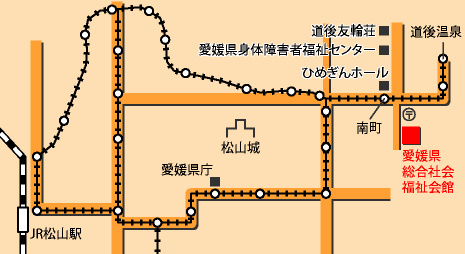 道後友輪荘
道後温泉
愛媛県身体障害者福祉センター
ひめぎんホール
〒
南町
松山城
愛媛県
総合社会
福祉会館
愛媛県庁
JR松山駅